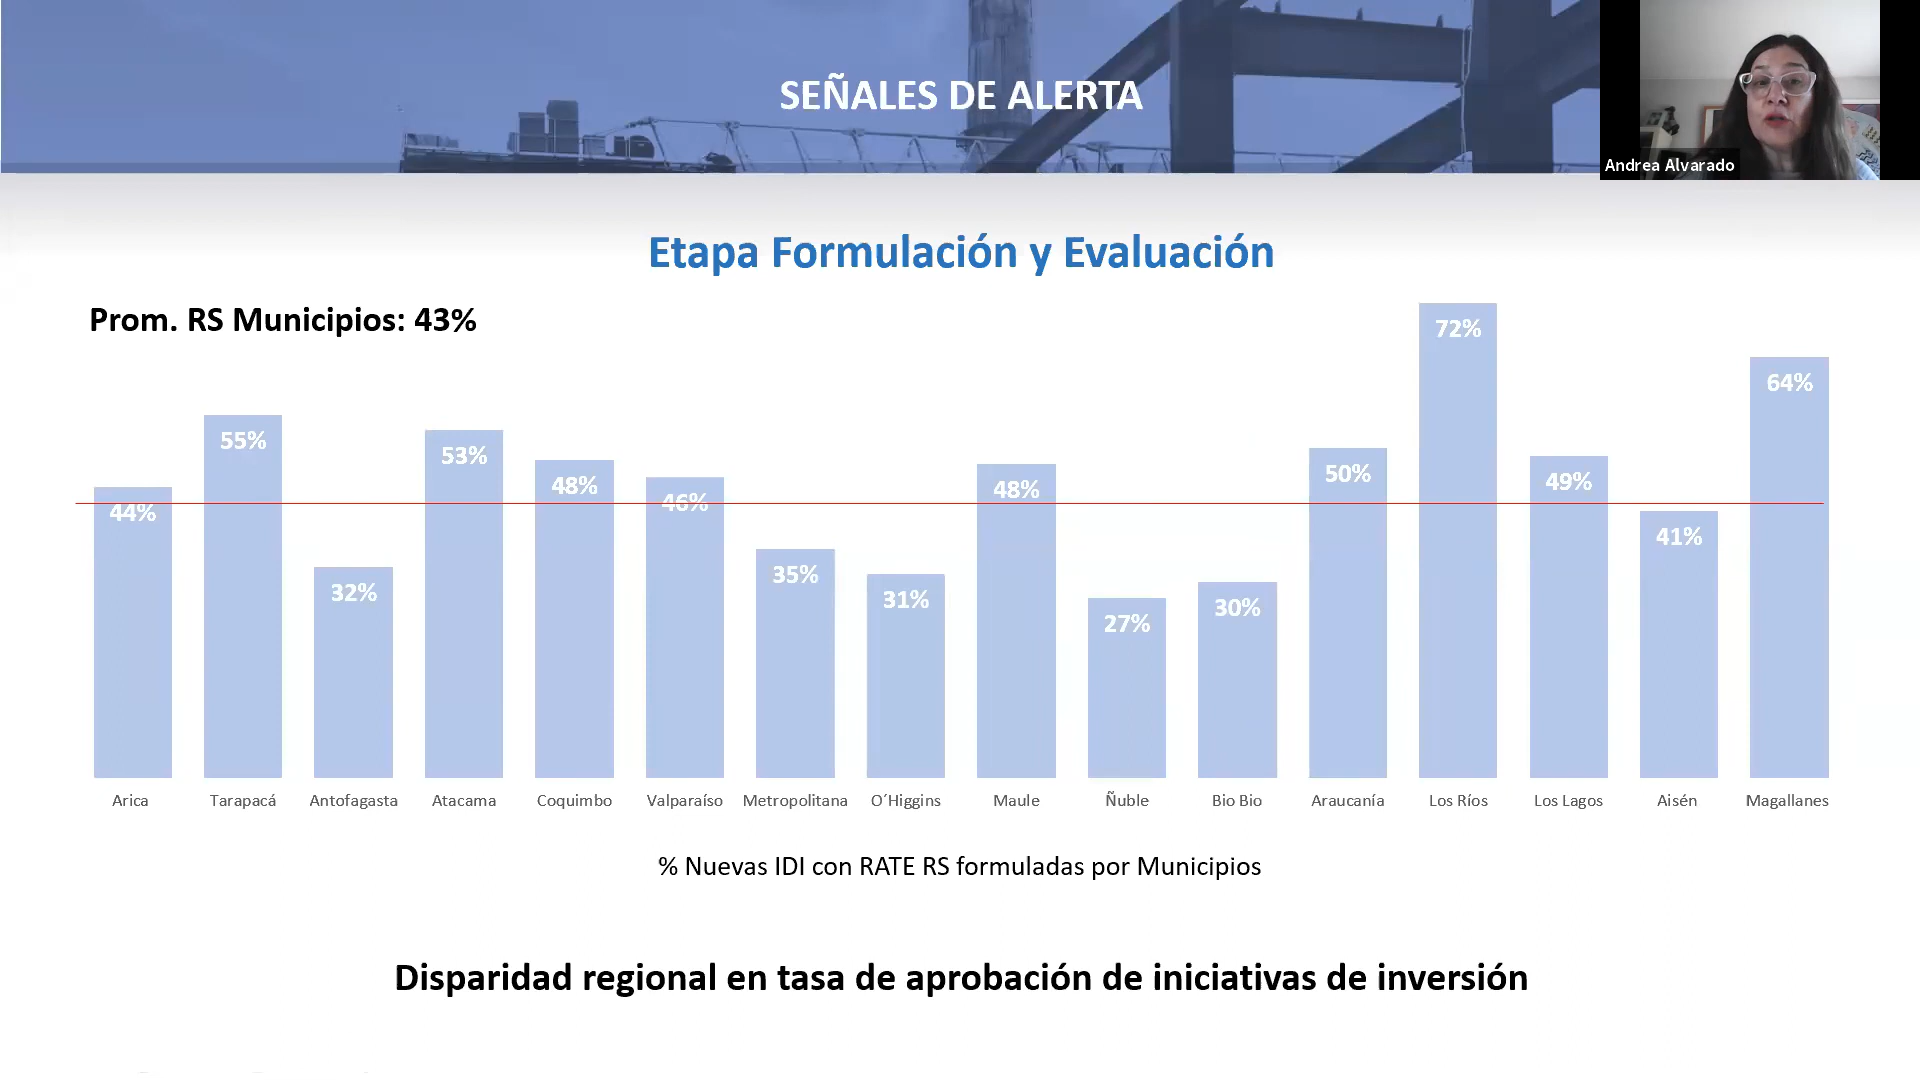 SEÑALES DE ALERTA
Andrea Alvarado
Etapa Formulación y Evaluación
Prom. RS Municipios: 43%
44%
55%
32%
53%
48%
46%
35%
31%
48%
27%
30%
50%
72%
49%
41%
64%
Arica Tarapacá Antofagasta Atacama Coquimbo Valparaíso Metropolitana O´Higgins Maule Ñuble Bio Bio Araucanía Los Ríos Los Lagos Aisén Magallanes
% Nuevas IDI con RATE RS formuladas por Municipios
Disparidad regional en tasa de aprobación de iniciativas de inversión